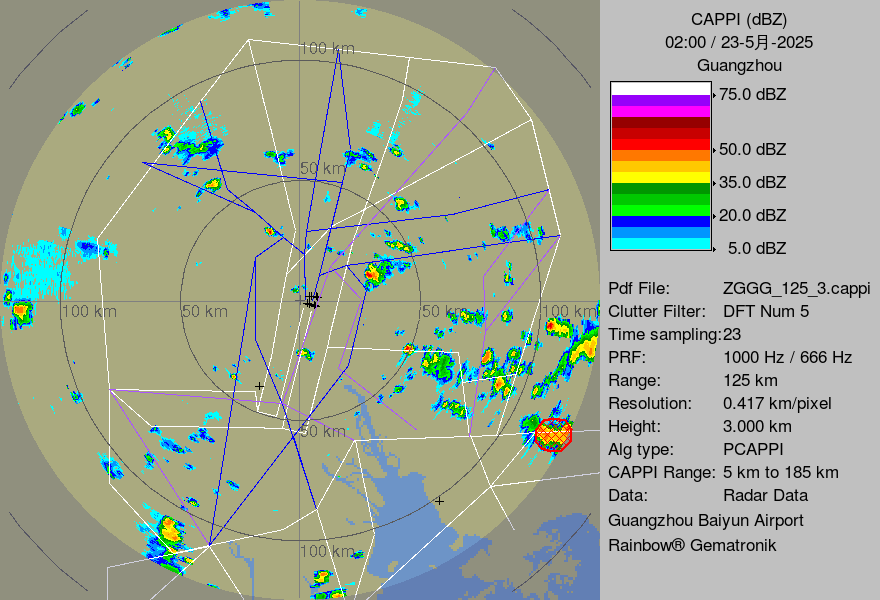 CAPPI (dBZ)
02:00 / 23-5月-2025
Guangzhou
75.0 dBZ
50.0 dBZ
35.0 dBZ
20.0 dBZ
5.0 dBZ
Pdf File: ZGGG_125_3.cappi
Clutter Filter: DFT Num 5
Time sampling:23
PRF: 1000 Hz / 666 Hz
Range: 125 km
Resolution: 0.417 km/pixel
Height: 3.000 km
Alg type: PCAPPI
CAPPI Range: 5 km to 185 km
Data: Radar Data
Guangzhou Baiyun Airport
Rainbow® Gematronik
100 km
50 km
100 km
50 km
50 km
100 km
50 km
100 km